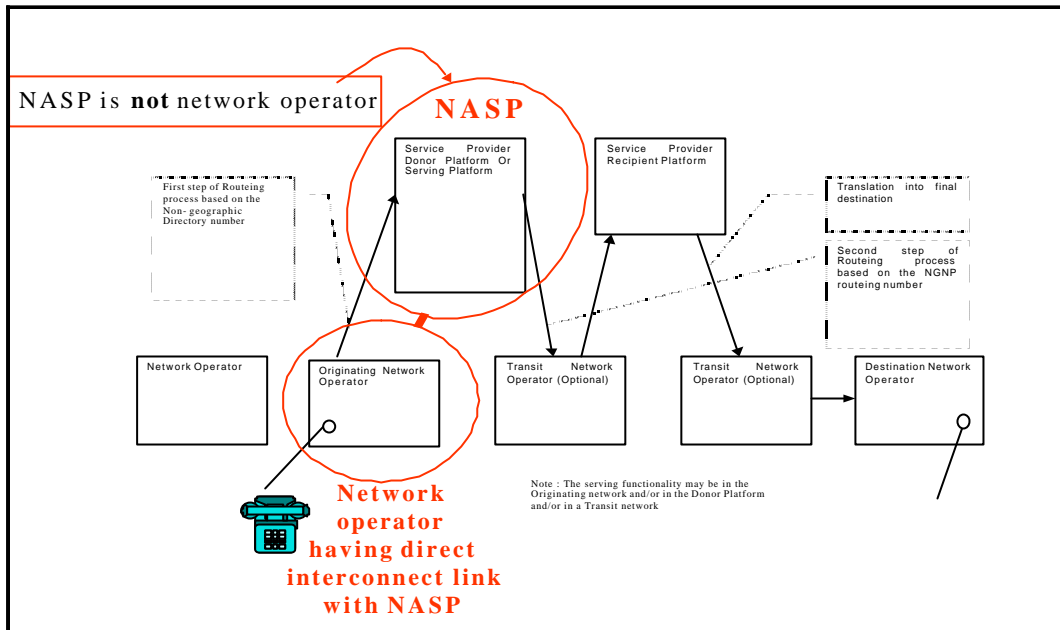 NASP is not network operator
NASP
Service Provider
Donor Platform Or
Serving Platform
Service Provider
Recipient Platform
First step of Routeing
process based on the
Non- geographic
Directory number
Translation into final
destination
Second step of
Routeing process
based on the NGNP
routeing number
Network Operator
Originating Network
Operator
Transit Network
Operator (Optional)
Transit Network
Operator (Optional)
Destination Network
Operator
Note : The serving functionality may be in the
Originating network and/or in the Donor Platform
and/or in a Transit network
Network
operator
having direct
interconnect link
with NASP